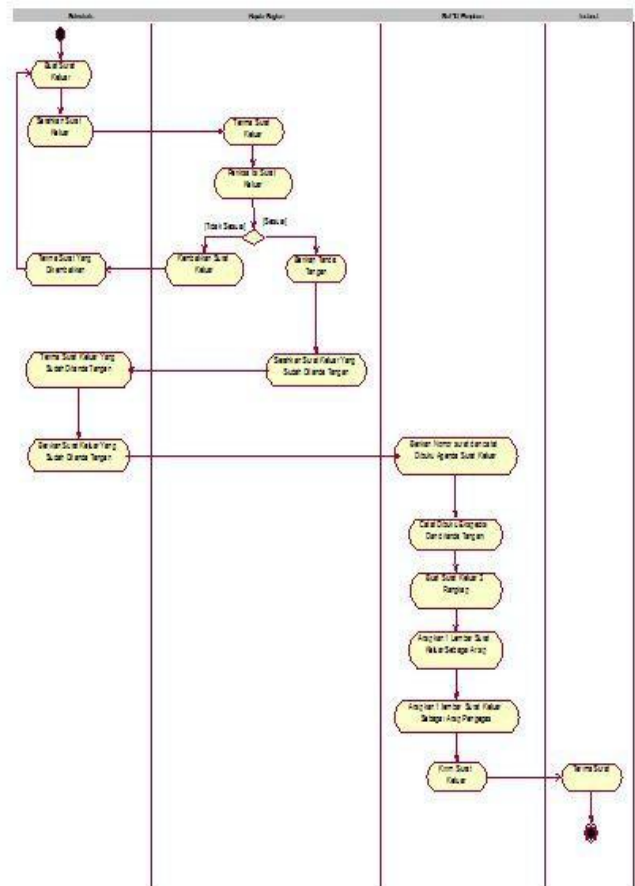 Kepala Bagian
Buat Surat
Keluar
Serahkan Surat
Keluar
Terima Surat
Keluar
Periksa Isi Surat
Keluar
[Tidak Sesuai]
[Sesuai]
Terima Surat Yang
Dikembalikan
Kembalikan Surat
Keluar
Berikan Tanda
Tangan
Terima Surat Keluar Yang
Sudah Ditanda Tangan
Serahkan Surat Keluar Yang
Sudah Ditanda Tangan
Berikan Surat Keluar Yang
Sudah Ditanda Tangan
Berikan Nomor surat dan catat
Dibuku Agenda Surat Keluar
Catat Dibuku Ekspedisi
Dan ditanda Tangan
Buat Surat Keluar
Rangkap
Arsipkan 1 Lembar Surat
Keluar Sebagai Arsip
Arsipkan 1 lembar Surat Keluar
Sebagai Arsip
Kirim Surat
Keluar
Terima Surat